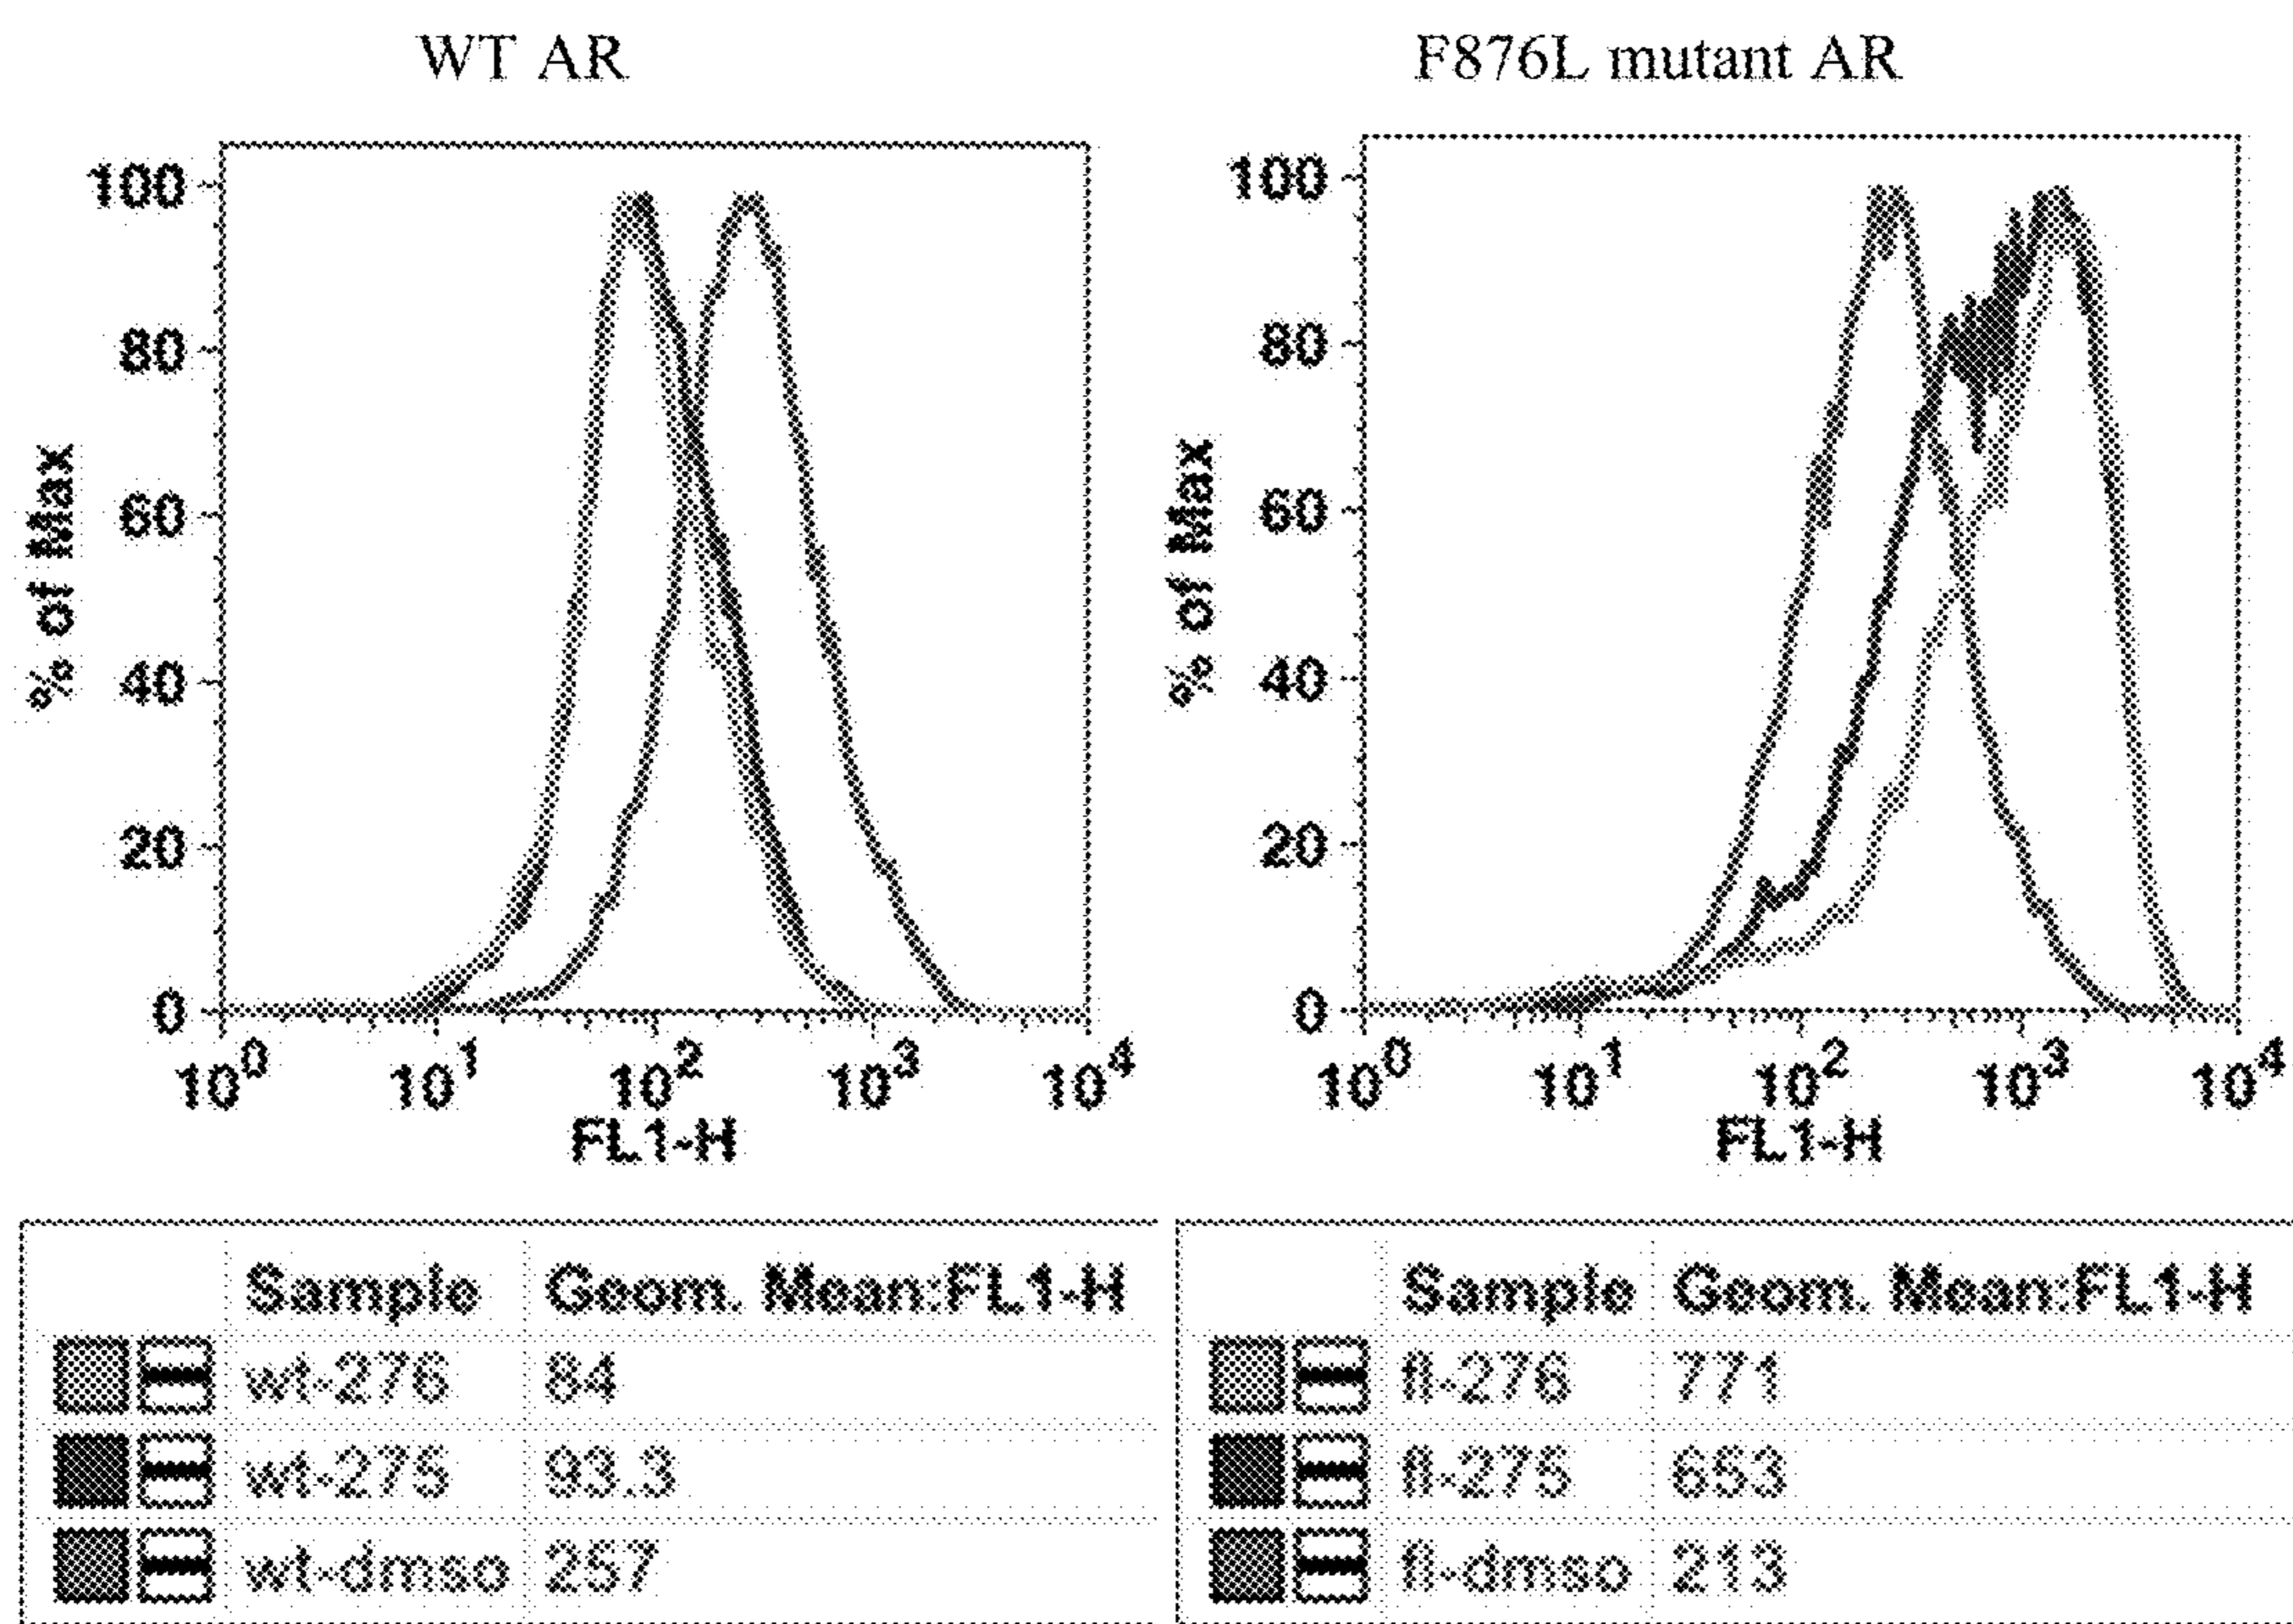 WT AR
100
80
60
40
20
0
% of Max
10^0 10^1 10^2 10^3 10^4
FL1-H
Sample Geom. Mean:FL1-H
wt-276 84
wt-275 93.3
wt-dmso 257
F876L mutant AR
100
80
60
40
20
0
% of Max
10^0 10^1 10^2 10^3 10^4
FL1-H
Sample Geom. Mean:FL1-H
fl-276 771
fl-275 653
fl-dmso 213